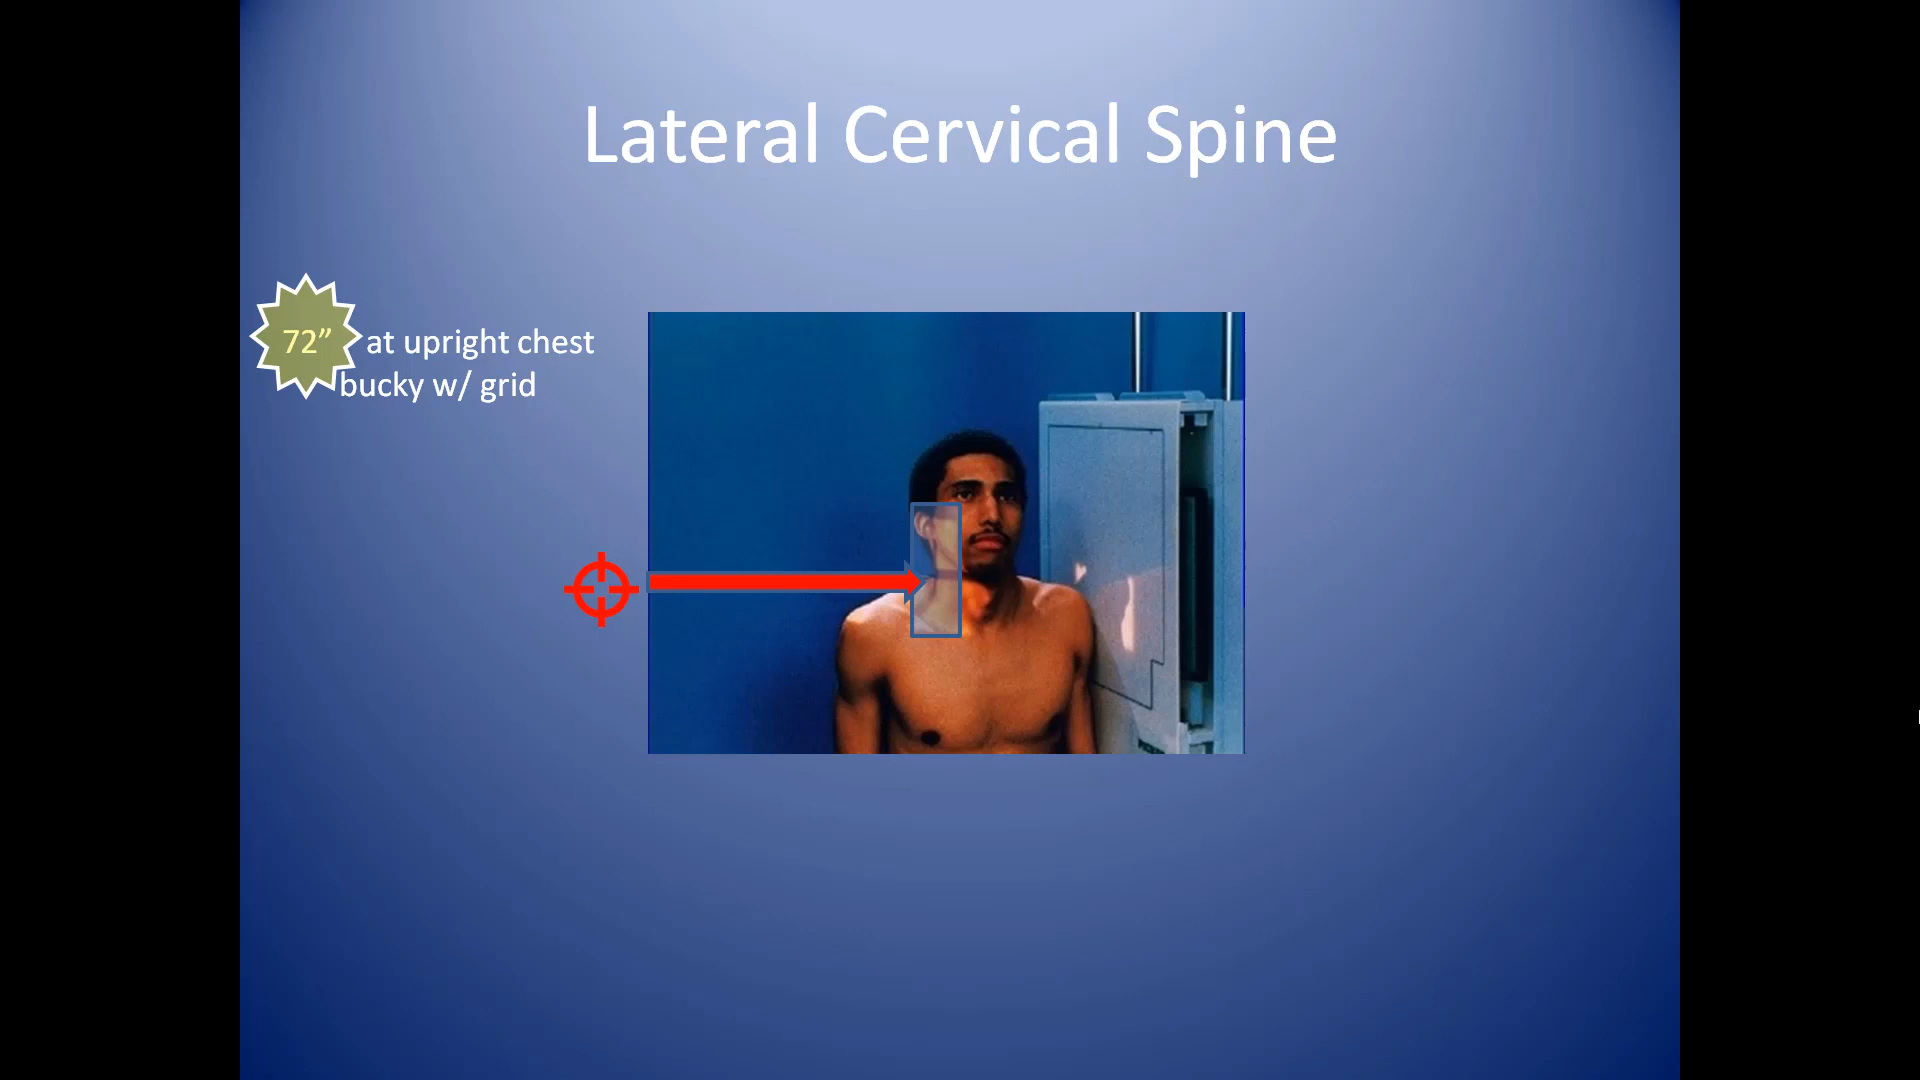 Lateral Cervical Spine
72” at upright chest
bucky w/ grid